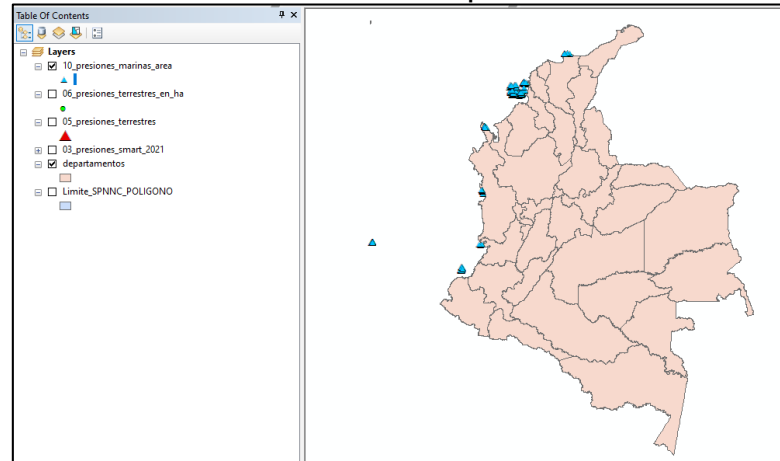 Table Of Contents
Layers
10_presiones_marinas_area
06_presiones_terrestres_en_ha
05_presiones_terrestres
03_presiones_smart_2021
departamentos
Limite_SPNNC_POLIGONO